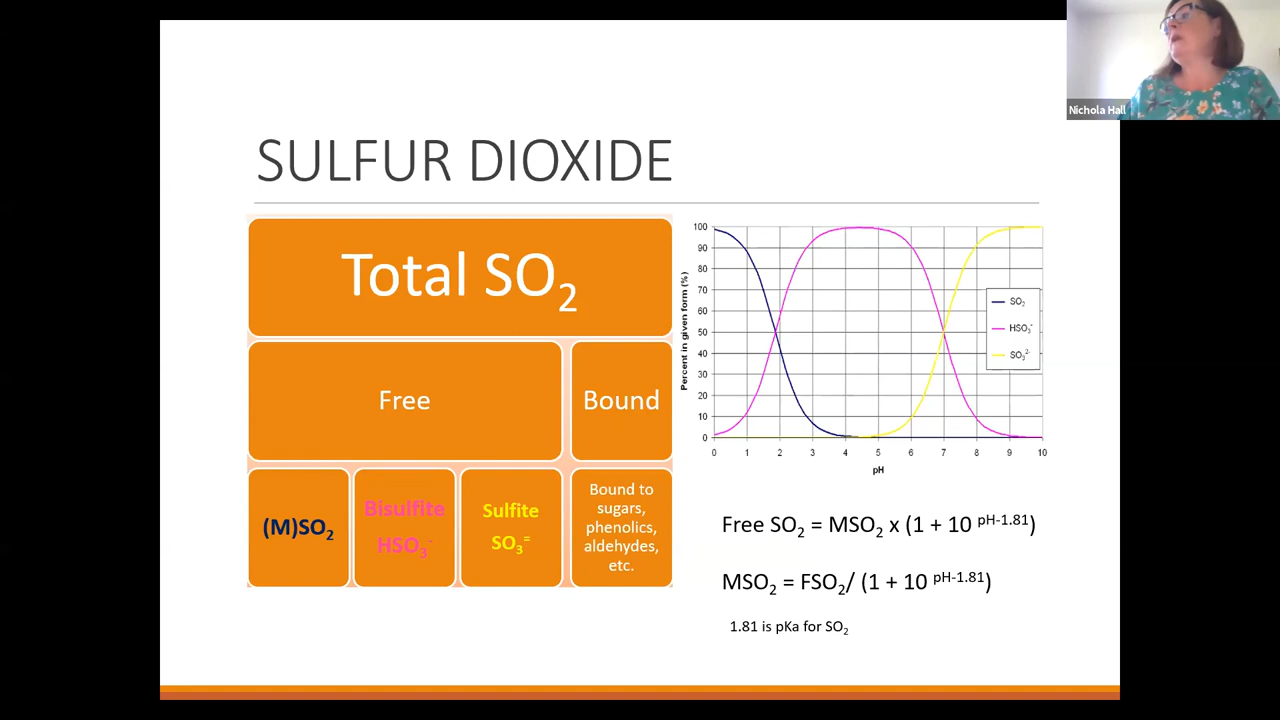 Nichola Hall
SULFUR DIOXIDE
Total SO₂
Free
Bound
(M)SO₂
Bisulfite
HSO₃⁻
Sulfite
SO₃⁼
Bound to
sugars,
phenolics,
aldehydes,
etc.
Percent in given form (%)
100
90
80
70
60
50
40
30
20
10
0
0 1 2 3 4 5 6 7 8 9 10
pH
SO₂
HSO₃⁻
SO₃²⁻
Free SO₂ = MSO₂ x (1 + 10 ᵖᴴ⁻¹·⁸¹)
MSO₂ = FSO₂/ (1 + 10 ᵖᴴ⁻¹·⁸¹)
1.81 is pKa for SO₂